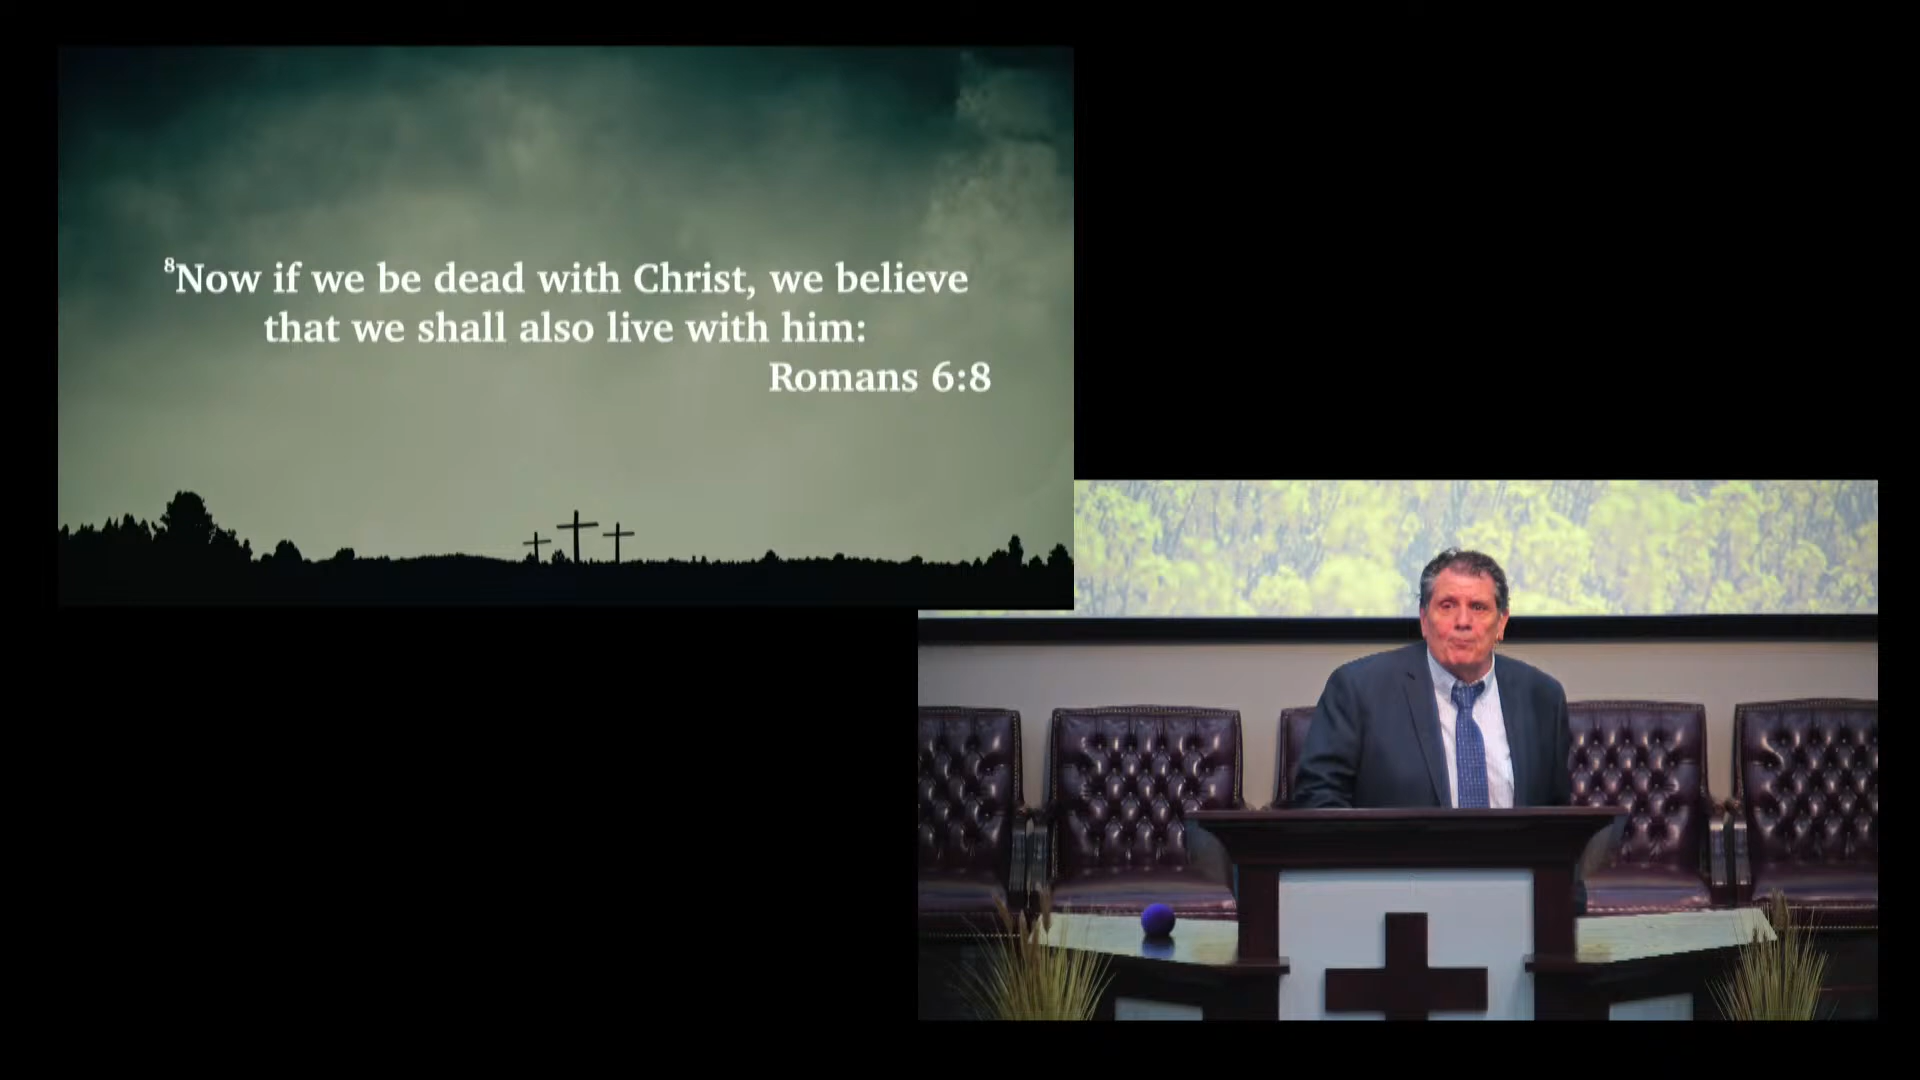 ⁸Now if we be dead with Christ, we believe
that we shall also live with him:
Romans 6:8